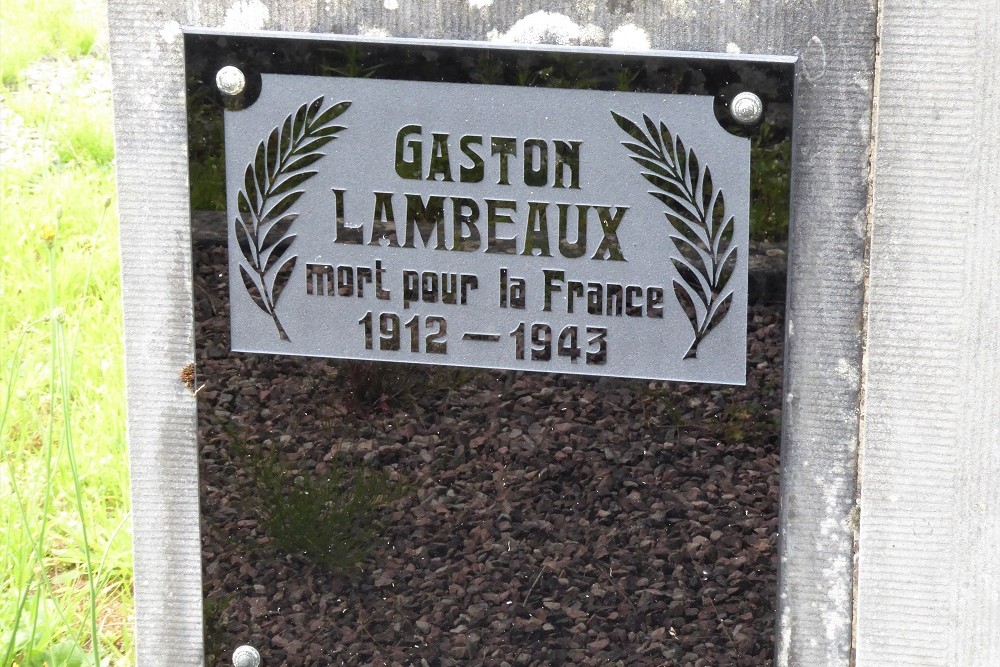 GASTON
LAMBEAUX
mort pour la France
1912 — 1943